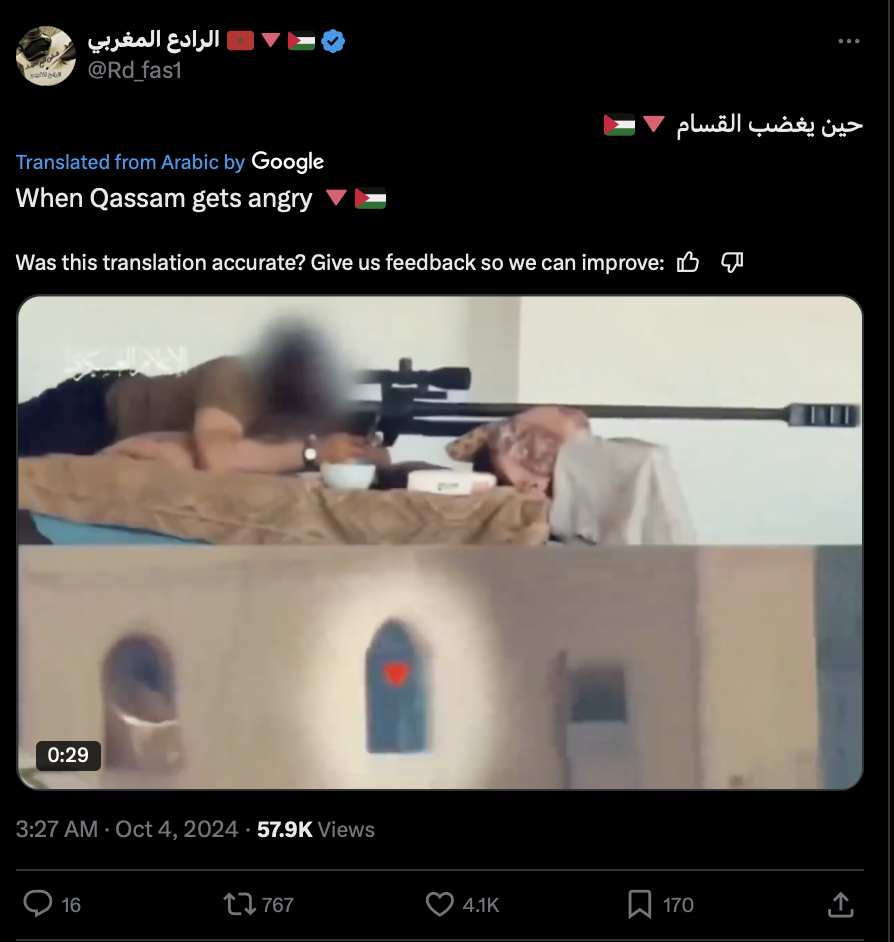 الرادع المغربي
@Rd_fas1
حين يغضب القسام
Translated from Arabic by Google
When Qassam gets angry
Was this translation accurate? Give us feedback so we can improve:
الإعلام العسكري
0:29
3:27 AM · Oct 4, 2024 · 57.9K Views
16 767 4.1K 170